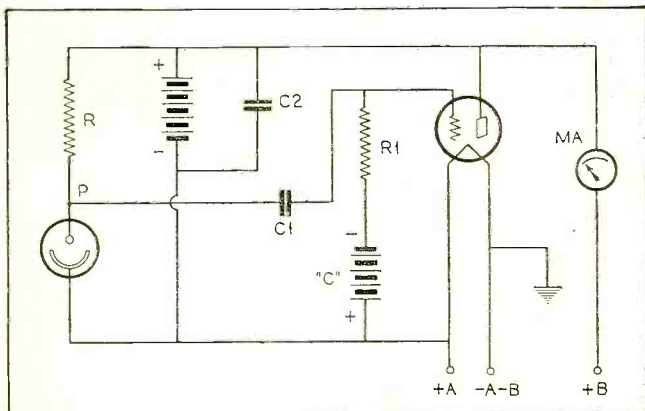 +
R
-
C2
P
C1
R1
-
"C"
+
MA
+A
-A-B
+B